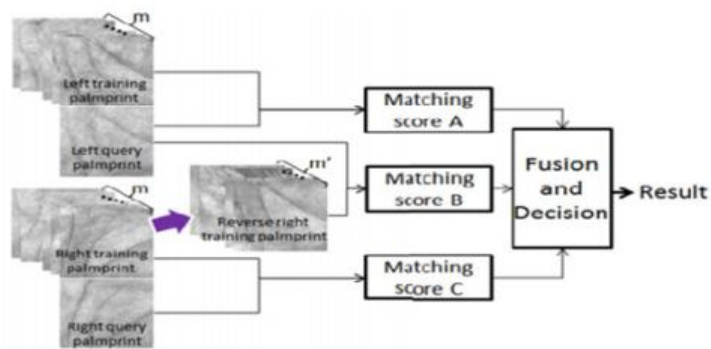 m
Left training
palmprint
Left query
palmprint
m
Right training
palmprint
Right query
palmprint
m'
Reverse right
training palmprint
Matching
score A
Matching
score B
Matching
score C
Fusion
and
Decision
Result